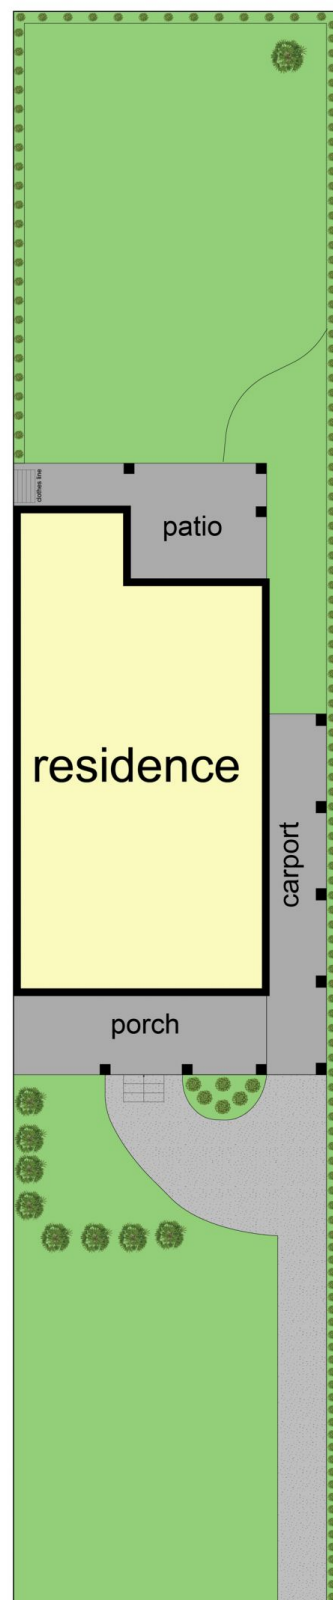 clothes line
patio
residence
carport
porch